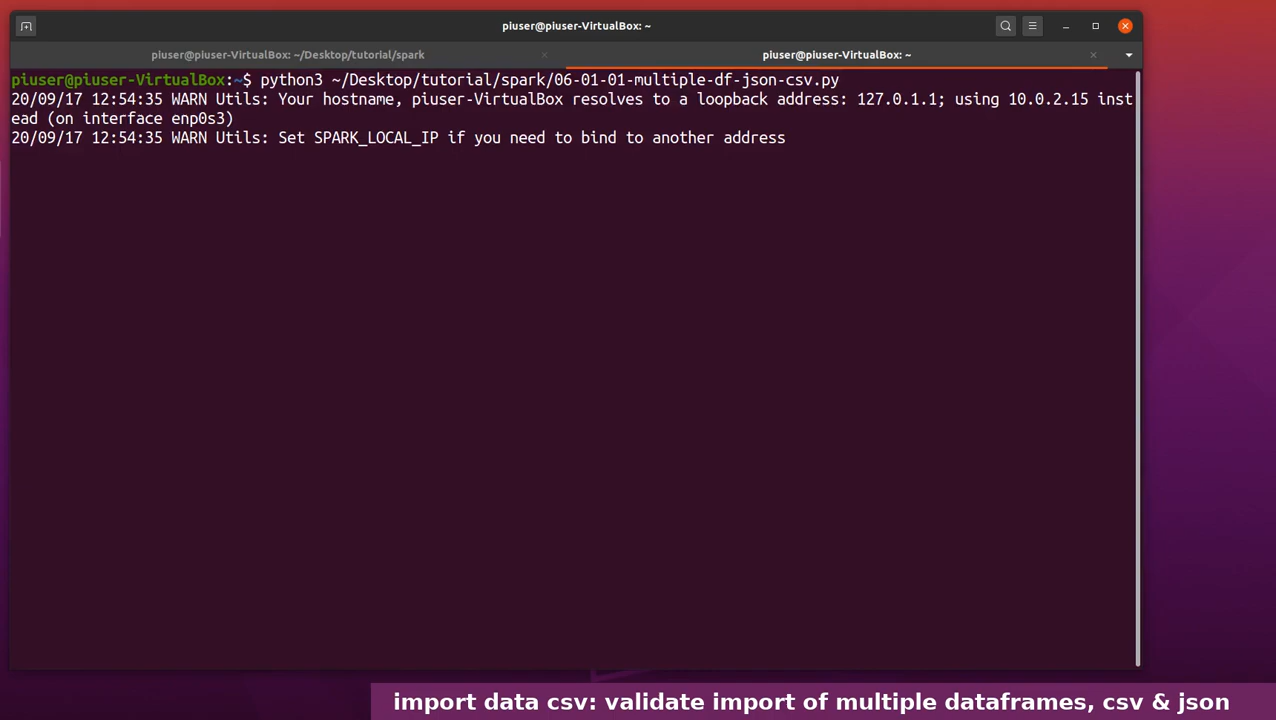 piuser@piuser-VirtualBox: ~
piuser@piuser-VirtualBox: ~/Desktop/tutorial/spark
piuser@piuser-VirtualBox: ~
piuser@piuser-VirtualBox:~$ python3 ~/Desktop/tutorial/spark/06-01-01-multiple-df-json-csv.py
20/09/17 12:54:35 WARN Utils: Your hostname, piuser-VirtualBox resolves to a loopback address: 127.0.1.1; using 10.0.2.15 inst
ead (on interface enp0s3)
20/09/17 12:54:35 WARN Utils: Set SPARK_LOCAL_IP if you need to bind to another address
import data csv: validate import of multiple dataframes, csv & json